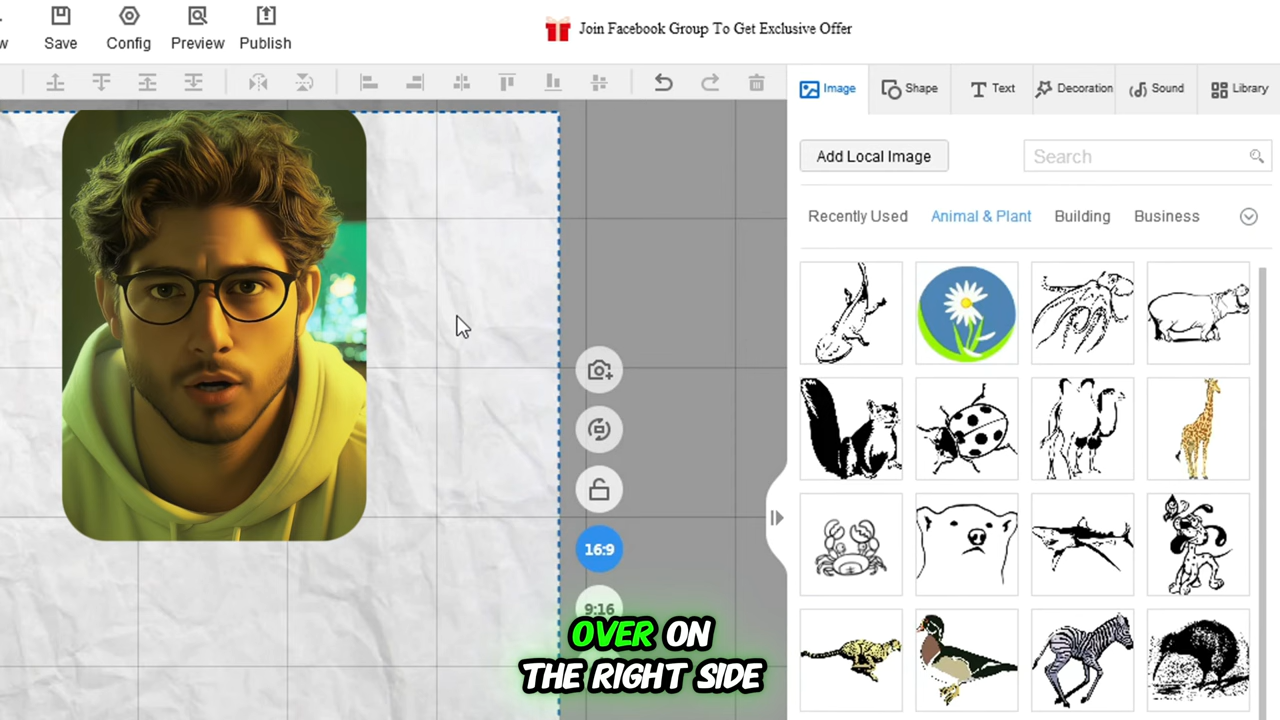 w
Save
Config
Preview
Publish
Join Facebook Group To Get Exclusive Offer
Image
Shape
Text
Decoration
Sound
Library
Add Local Image
Search
Recently Used
Animal & Plant
Building
Business
16:9
9:16
OVER ON
THE RIGHT SIDE